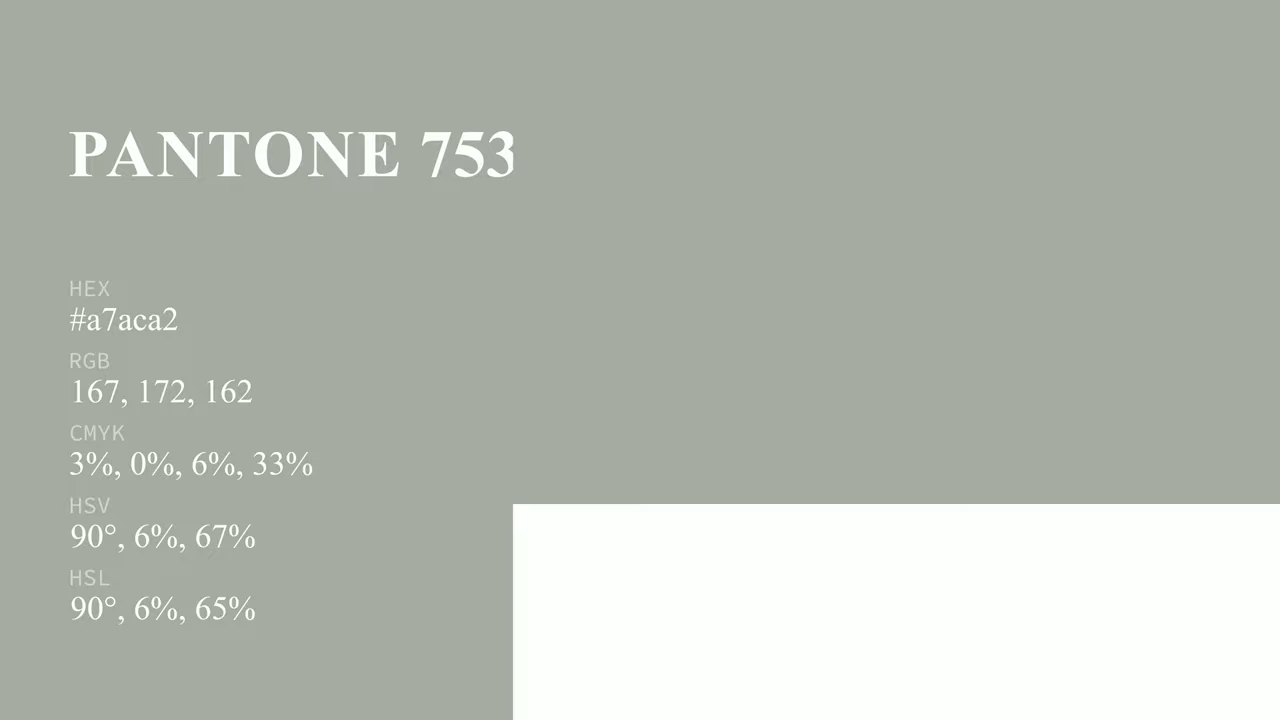 PANTONE 753
HEX
#a7aca2
RGB
167, 172, 162
CMYK
3%, 0%, 6%, 33%
HSV
90°, 6%, 67%
HSL
90°, 6%, 65%